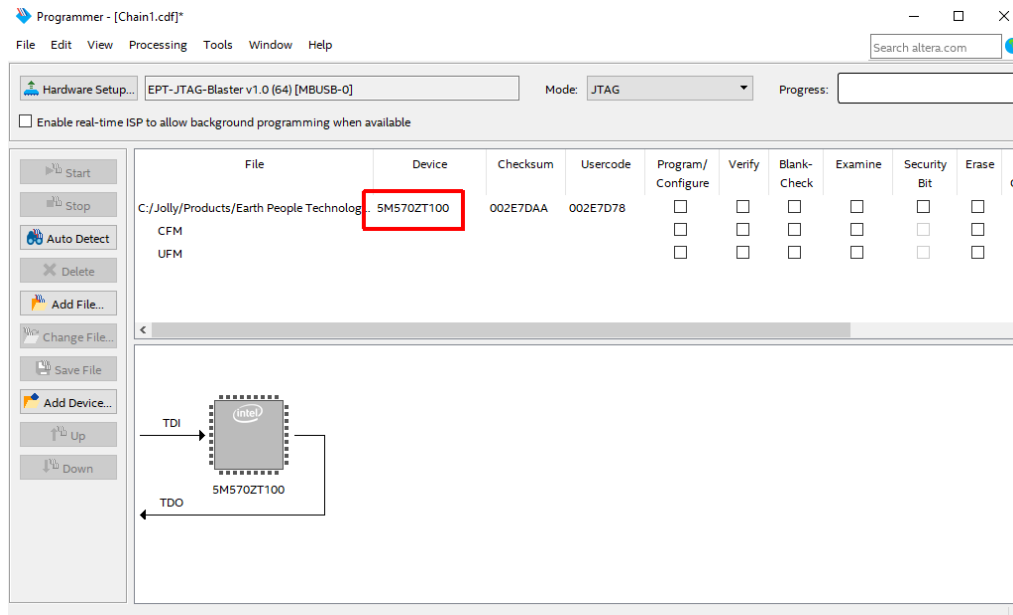 Programmer - [Chain1.cdf]*
File Edit View Processing Tools Window Help
Search altera.com
Hardware Setup... EPT-JTAG-Blaster v1.0 (64) [MBUSB-0] Mode: JTAG Progress:
Enable real-time ISP to allow background programming when available
Start
Stop
Auto Detect
Delete
Add File...
Change File...
Save File
Add Device...
Up
Down
File Device Checksum Usercode Program/ Verify Blank- Examine Security Erase
Configure Check Bit
C:/Jolly/Products/Earth People Technolog... 5M570ZT100 002E7DAA 002E7D78
CFM
UFM
TDI
intel
5M570ZT100
TDO